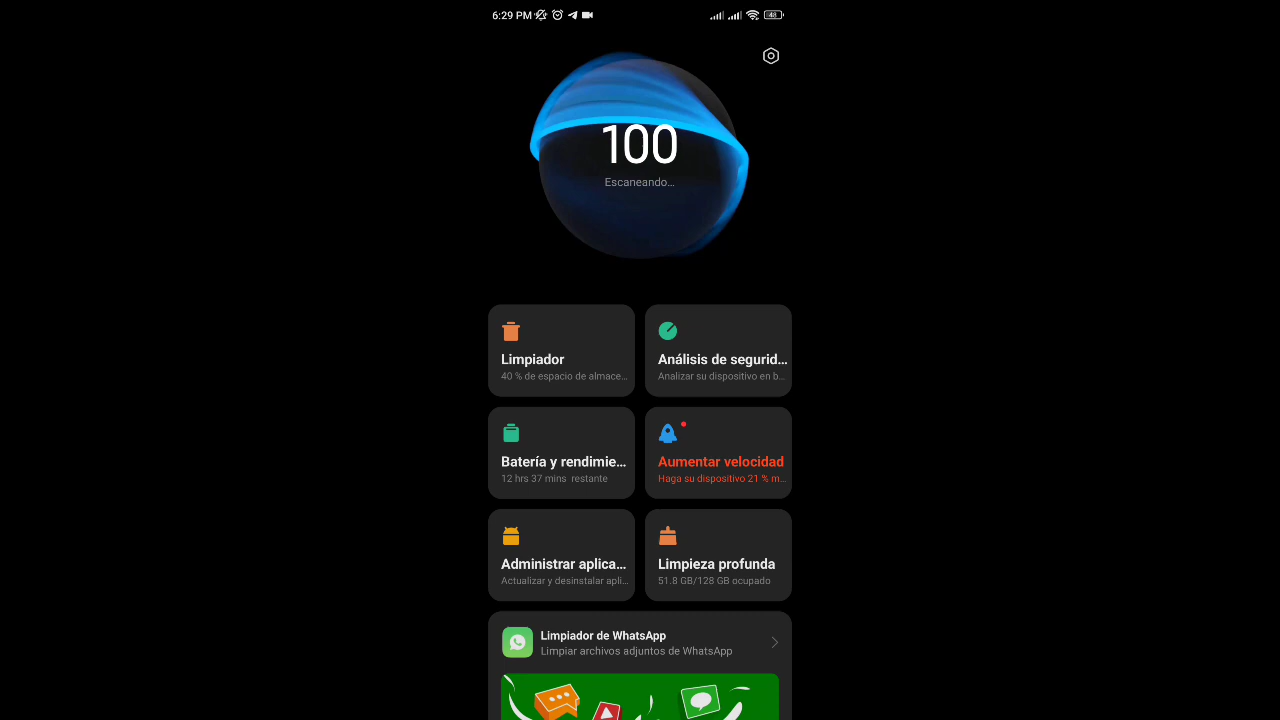 6:29 PM
48
100
Escaneando...
Limpiador
40 % de espacio de almace...
Análisis de segurid...
Analizar su dispositivo en b...
Batería y rendimie...
12 hrs 37 mins restante
Aumentar velocidad
Haga su dispositivo 21 % m...
Administrar aplica...
Actualizar y desinstalar apli...
Limpieza profunda
51.8 GB/128 GB ocupado
Limpiador de WhatsApp
Limpiar archivos adjuntos de WhatsApp